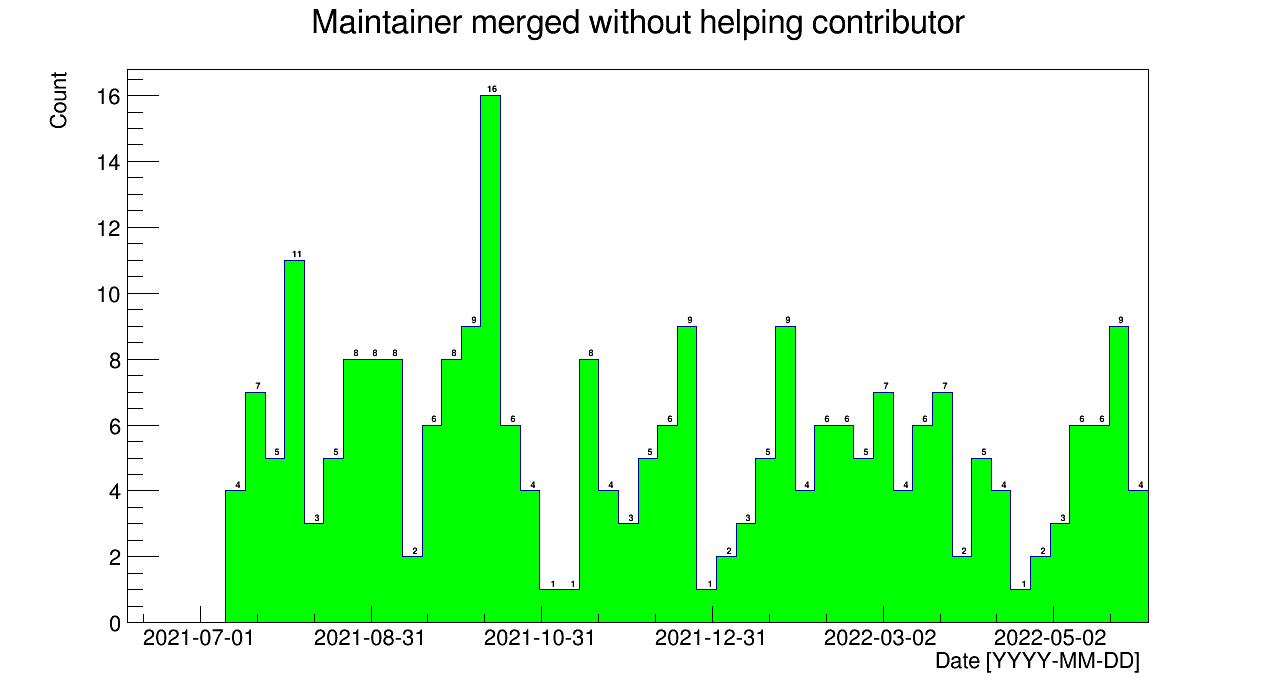 Maintainer merged without helping contributor
Count
16
14
12
10
8
6
4
2
0
4 7 5 11 3 5 8 8 8 2 6 8 9 16 6 4 1 1 8 4 3 5 6 9 1 2 3 5 9 4 6 6 5 7 4 6 7 2 5 4 1 2 3 6 6 9 4
2021-07-01 2021-08-31 2021-10-31 2021-12-31 2022-03-02 2022-05-02
Date [YYYY-MM-DD]